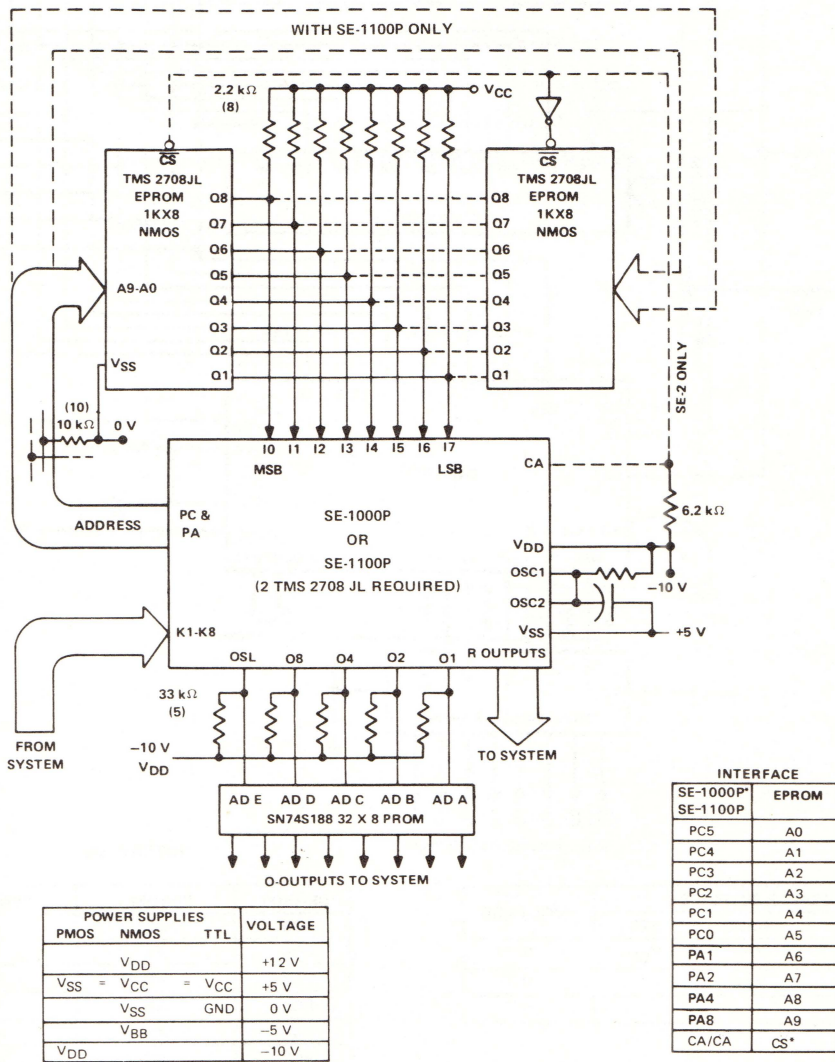 WITH SE-1100P ONLY
2.2 kΩ
(8)
VCC
CS
TMS 2708JL
EPROM
1KX8
NMOS
A9-A0
VSS
Q8
Q7
Q6
Q5
Q4
Q3
Q2
Q1
CS
TMS 2708JL
EPROM
1KX8
NMOS
Q8
Q7
Q6
Q5
Q4
Q3
Q2
Q1
SE-2 ONLY
(10)
10 kΩ
0 V
I0 I1 I2 I3 I4 I5 I6 I7
MSB LSB
CA
6.2 kΩ
ADDRESS
PC &
PA
SE-1000P
OR
SE-1100P
(2 TMS 2708 JL REQUIRED)
VDD
OSC1
OSC2
VSS
−10 V
+5 V
K1-K8
OSL O8 O4 O2 O1
R OUTPUTS
33 kΩ
(5)
−10 V
VDD
FROM
SYSTEM
TO SYSTEM
AD E AD D AD C AD B AD A
SN74S188 32 X 8 PROM
O-OUTPUTS TO SYSTEM
POWER SUPPLIES VOLTAGE
PMOS NMOS TTL
VDD +12 V
VSS = VCC = VCC +5 V
VSS GND 0 V
VBB −5 V
VDD −10 V
INTERFACE
SE-1000P* EPROM
SE-1100P
PC5 A0
PC4 A1
PC3 A2
PC2 A3
PC1 A4
PC0 A5
PA1 A6
PA2 A7
PA4 A8
PA8 A9
CA/CA CS*